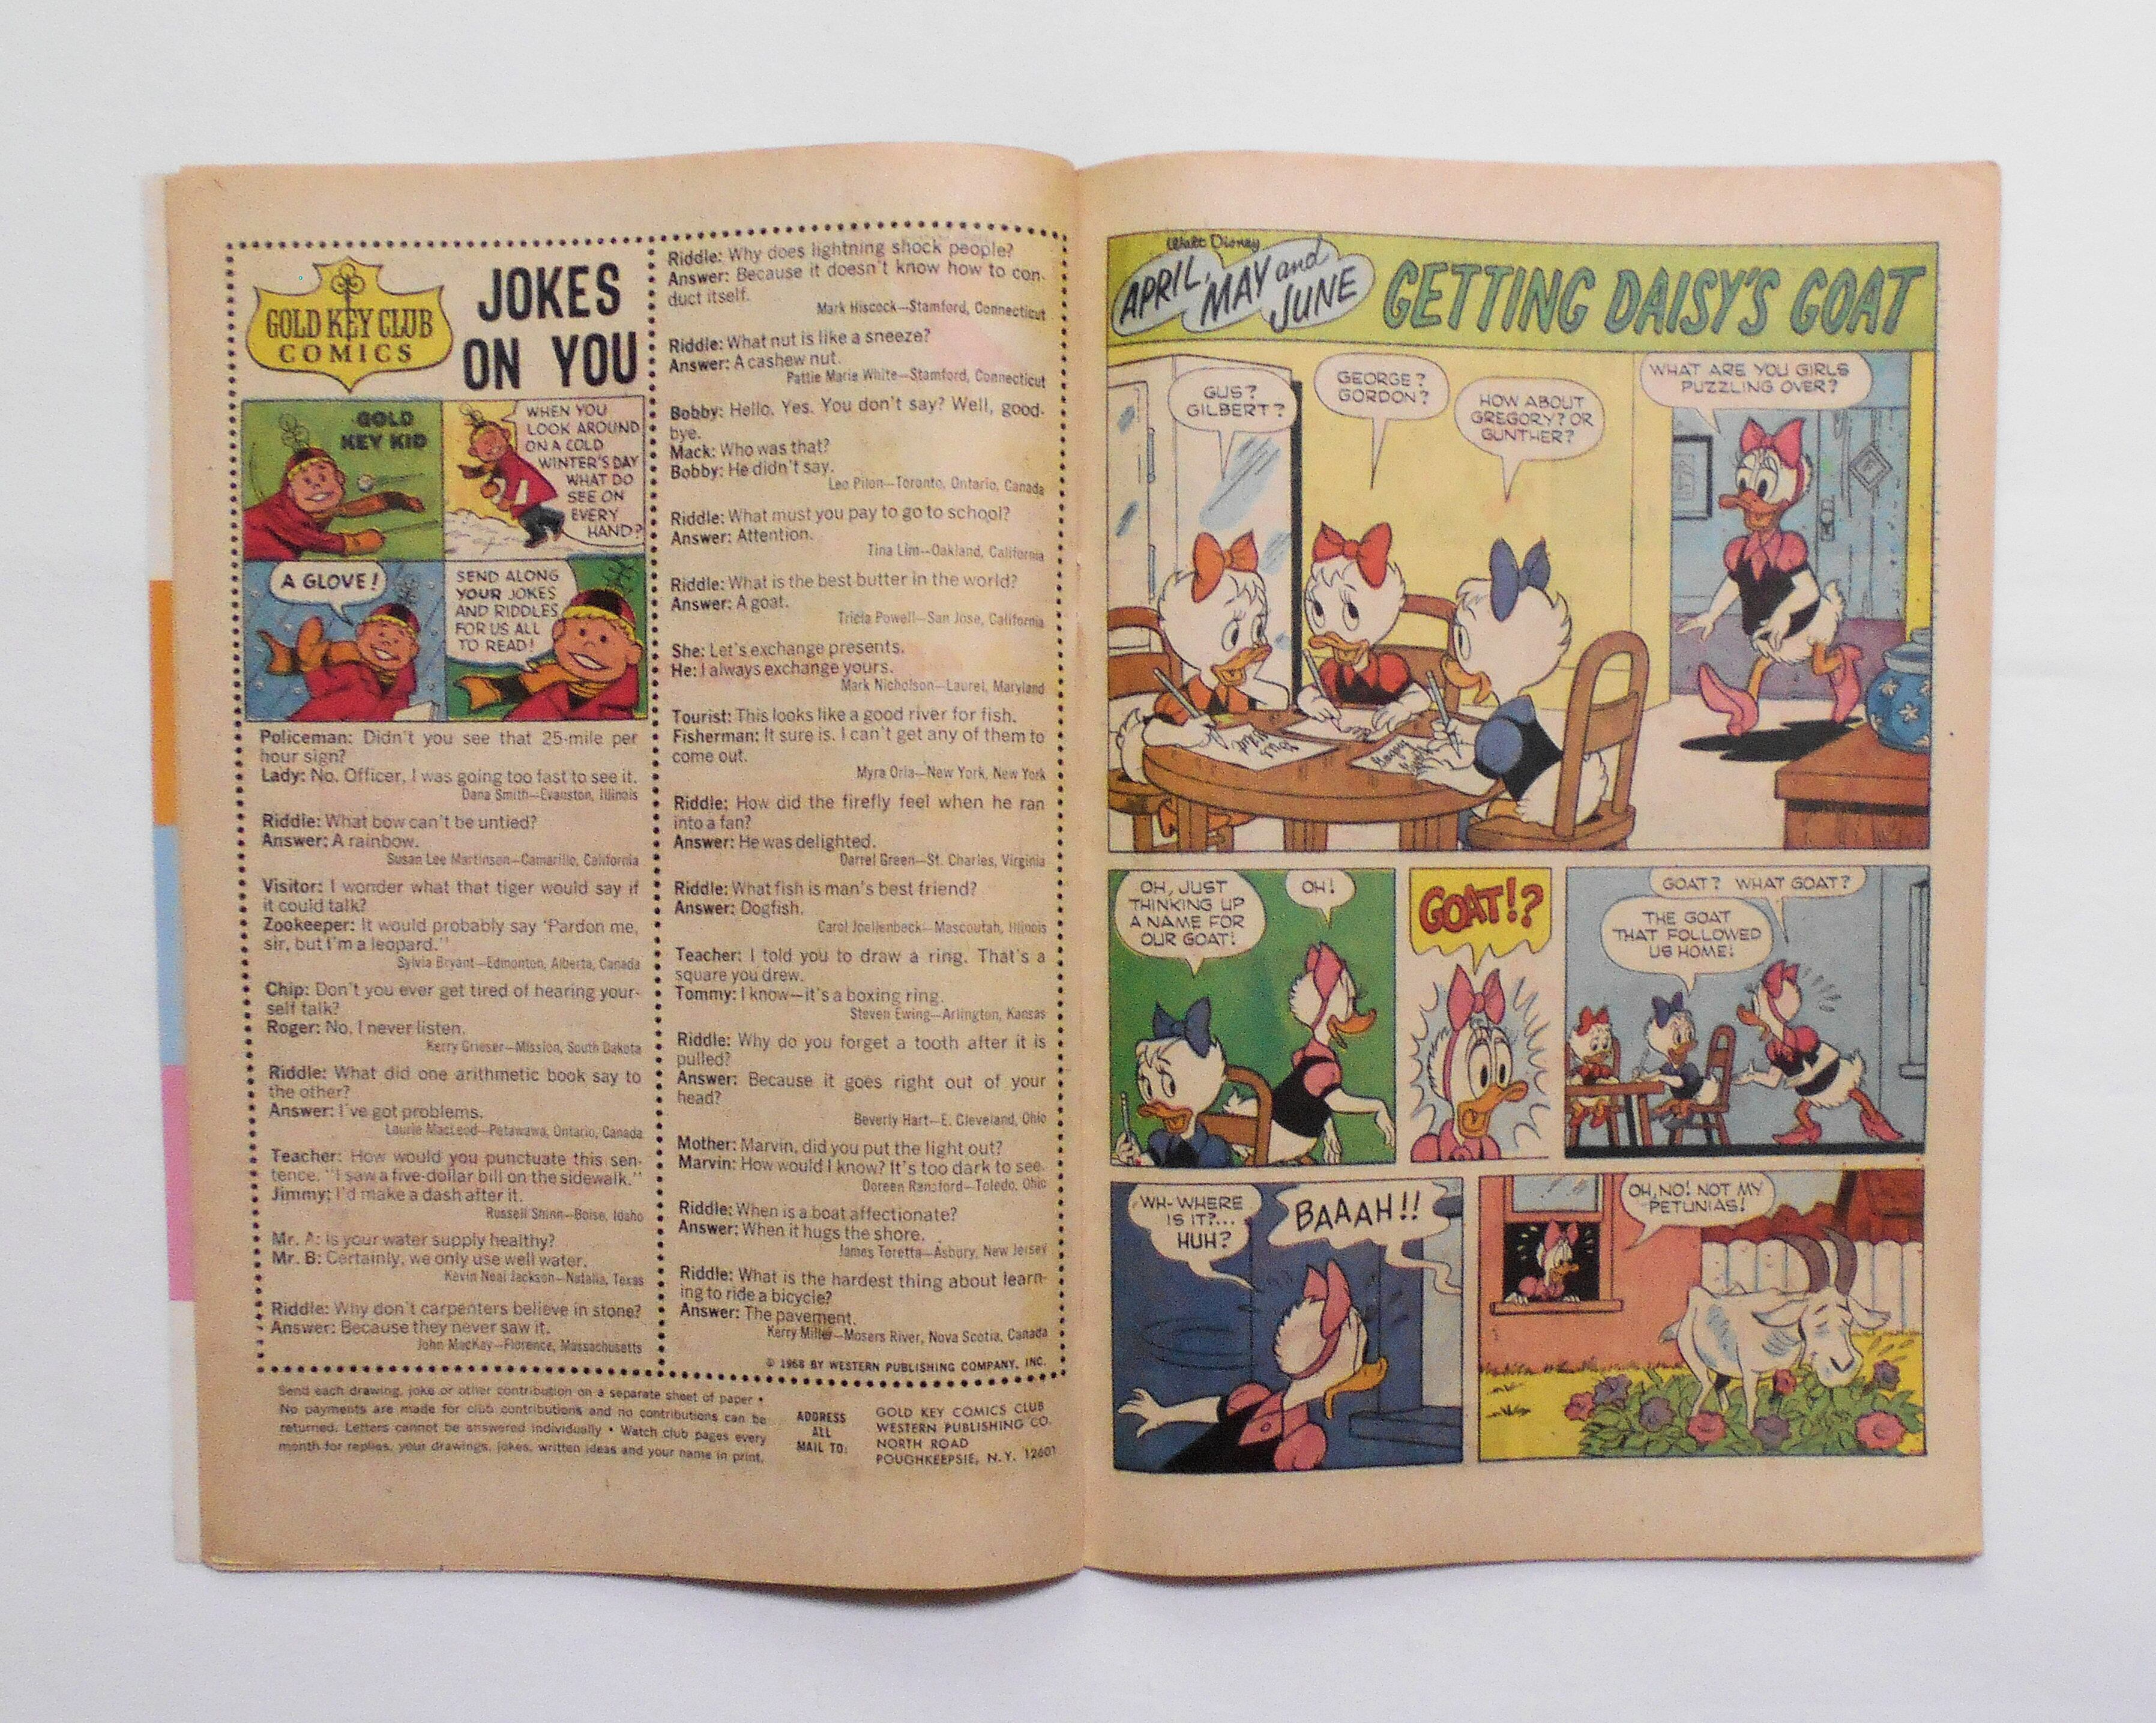 GOLD KEY CLUB
COMICS
JOKES
ON YOU
GOLD
KEY KID
WHEN YOU
LOOK AROUND
ON A COLD
WINTER'S DAY
WHAT DO
SEE ON
EVERY
HAND?
A GLOVE!
SEND ALONG
YOUR JOKES
AND RIDDLES
FOR US ALL
TO READ!
Policeman: Didn't you see that 25-mile per
hour sign?
Lady: No, Officer, I was going too fast to see it.
Dana Smith—Evanston, Illinois
Riddle: What bow can't be untied?
Answer: A rainbow.
Susan Lee Martinson—Camarillo, California
Visitor: I wonder what that tiger would say if
it could talk?
Zookeeper: It would probably say 'Pardon me,
sir, but I'm a leopard."
Sylvia Bryant—Edmonton, Alberta, Canada
Chip: Don't you ever get tired of hearing your-
self talk?
Roger: No, I never listen.
Kerry Grieser—Mission, South Dakota
Riddle: What did one arithmetic book say to
the other?
Answer: I've got problems.
Laurie MacLeod—Petawawa, Ontario, Canada
Teacher: How would you punctuate this sen-
tence, "I saw a five-dollar bill on the sidewalk."
Jimmy: I'd make a dash after it.
Russell Shinn—Boise, Idaho
Mr. A: Is your water supply healthy?
Mr. B: Certainly, we only use well water.
Kevin Neal Jackson—Natalia, Texas
Riddle: Why don't carpenters believe in stone?
Answer: Because they never saw it.
John MacKay—Florence, Massachusetts
Riddle: Why does lightning shock people?
Answer: Because it doesn't know how to con-
duct itself.
Mark Hiscock—Stamford, Connecticut
Riddle: What nut is like a sneeze?
Answer: A cashew nut.
Pattie Marie White—Stamford, Connecticut
Bobby: Hello. Yes. You don't say? Well, good-
bye.
Mack: Who was that?
Bobby: He didn't say.
Leo Pilon—Toronto, Ontario, Canada
Riddle: What must you pay to go to school?
Answer: Attention.
Tina Lim—Oakland, California
Riddle: What is the best butter in the world?
Answer: A goat.
Tricia Powell—San Jose, California
She: Let's exchange presents.
He: I always exchange yours.
Mark Nicholson—Laurel, Maryland
Tourist: This looks like a good river for fish.
Fisherman: It sure is. I can't get any of them to
come out.
Myra Oria—New York, New York
Riddle: How did the firefly feel when he ran
into a fan?
Answer: He was delighted.
Darrel Green—St. Charles, Virginia
Riddle: What fish is man's best friend?
Answer: Dogfish.
Carol Joellenbeck—Mascoutah, Illinois
Teacher: I told you to draw a ring. That's a
square you drew.
Tommy: I know—it's a boxing ring.
Steven Ewing—Arlington, Kansas
Riddle: Why do you forget a tooth after it is
pulled?
Answer: Because it goes right out of your
head?
Beverly Hart—E. Cleveland, Ohio
Mother: Marvin, did you put the light out?
Marvin: How would I know? It's too dark to see.
Doreen Ransford—Toledo, Ohio
Riddle: When is a boat affectionate?
Answer: When it hugs the shore.
James Toretta—Asbury, New Jersey
Riddle: What is the hardest thing about learn-
ing to ride a bicycle?
Answer: The pavement.
Kerry Miller—Mosers River, Nova Scotia, Canada
© 1968 BY WESTERN PUBLISHING COMPANY, INC.
Send each drawing, joke or other contribution on a separate sheet of paper •
No payments are made for club contributions and no contributions can be
returned. Letters cannot be answered individually • Watch club pages every
month for replies, your drawings, jokes, written ideas and your name in print.
ADDRESS
ALL
MAIL TO:
GOLD KEY COMICS CLUB
WESTERN PUBLISHING CO.
NORTH ROAD
POUGHKEEPSIE, N.Y. 12601
Walt Disney
APRIL,
MAY and
JUNE
GETTING DAISY'S GOAT
GUS?
GILBERT?
GEORGE?
GORDON?
HOW ABOUT
GREGORY? OR
GUNTHER?
WHAT ARE YOU GIRLS
PUZZLING OVER?
OH, JUST
THINKING UP
A NAME FOR
OUR GOAT!
OH!
GOAT!?
GOAT? WHAT GOAT?
THE GOAT
THAT FOLLOWED
US HOME!
WH-WHERE
IS IT?...
HUH?
BAAAH!!
OH, NO! NOT MY
PETUNIAS!